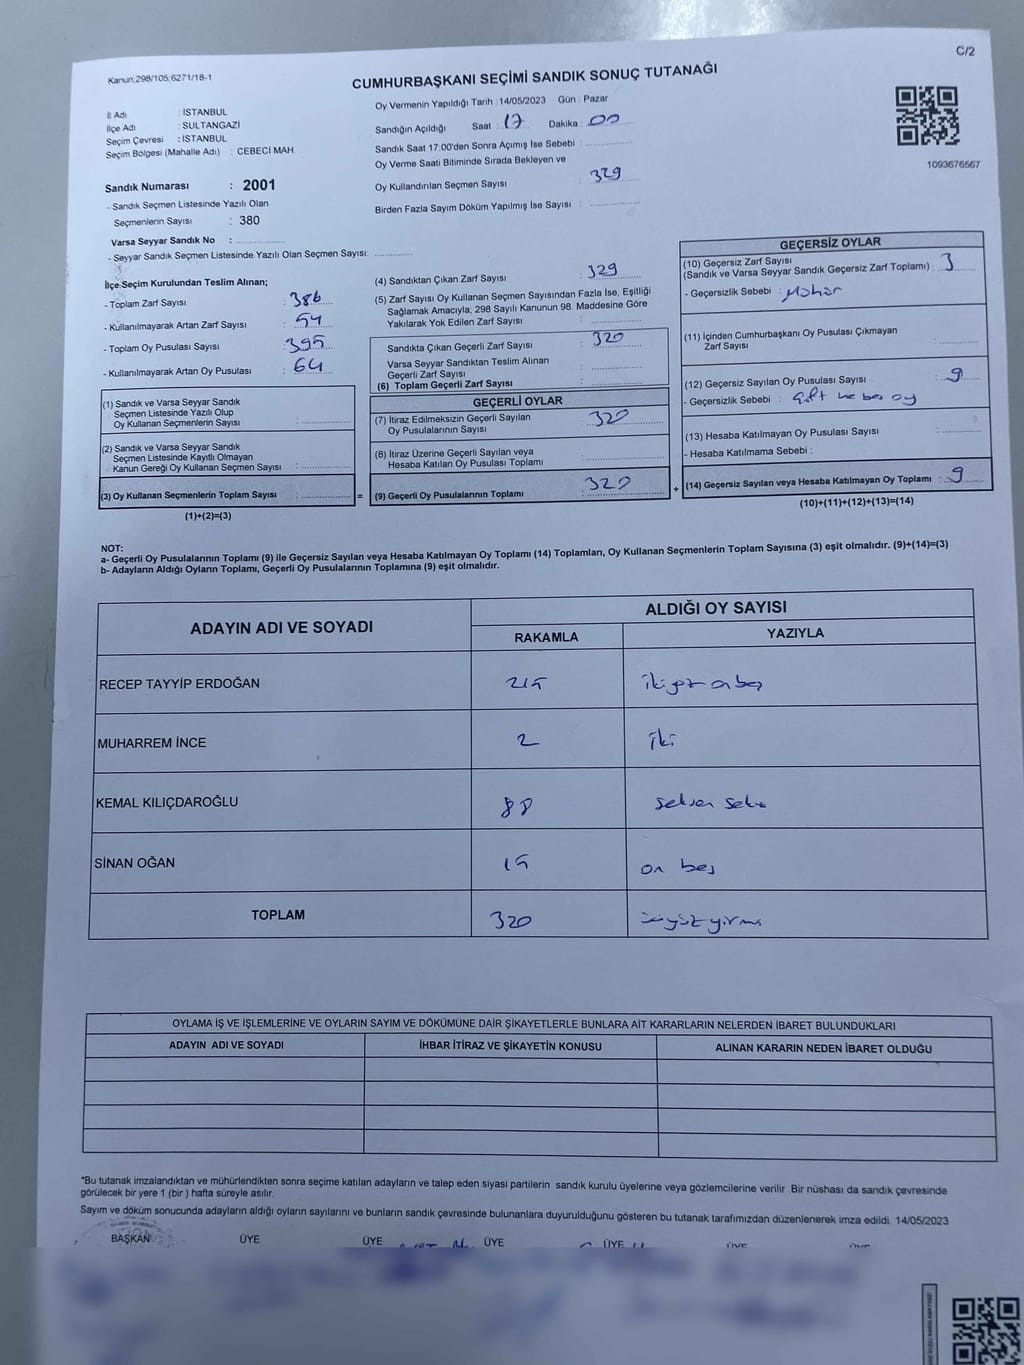 C/2
Kanun:298/105;6271/18-1
CUMHURBAŞKANI SEÇİMİ SANDIK SONUÇ TUTANAĞI
İl Adı : İSTANBUL
İlçe Adı : SULTANGAZİ
Seçim Çevresi : İSTANBUL
Seçim Bölgesi (Mahalle Adı) : CEBECİ MAH.
Sandık Numarası : 2001
- Sandık Seçmen Listesinde Yazılı Olan
Seçmenlerin Sayısı : 380
Varsa Seyyar Sandık No :
- Seyyar Sandık Seçmen Listesinde Yazılı Olan Seçmen Sayısı:
Oy Vermenin Yapıldığı Tarih : 14/05/2023 Gün : Pazar
Sandığın Açıldığı Saat : 17 Dakika : 00
Sandık Saat 17:00'den Sonra Açımış İse Sebebi :
Oy Verme Saati Bitiminde Sırada Bekleyen ve
Oy Kullandırılan Seçmen Sayısı : 329
Birden Fazla Sayım Döküm Yapılmış İse Sayısı :
1093676567
İlçe Seçim Kurulundan Teslim Alınan;
- Toplam Zarf Sayısı : 386
- Kullanılmayarak Artan Zarf Sayısı : 54
- Toplam Oy Pusulası Sayısı : 395
- Kullanılmayarak Artan Oy Pusulası : 64
(1) Sandık ve Varsa Seyyar Sandık
Seçmen Listesinde Yazılı Olup
Oy Kullanan Seçmenlerin Sayısı :
(2) Sandık ve Varsa Seyyar Sandık
Seçmen Listesinde Kayıtlı Olmayan
Kanun Gereği Oy Kullanan Seçmen Sayısı :
(3) Oy Kullanan Seçmenlerin Toplam Sayısı : =
(1)+(2)=(3)
(4) Sandıktan Çıkan Zarf Sayısı : 329
(5) Zarf Sayısı Oy Kullanan Seçmen Sayısından Fazla İse, Eşitliği
Sağlamak Amacıyla; 298 Sayılı Kanunun 98. Maddesine Göre
Yakılarak Yok Edilen Zarf Sayısı :
Sandıkta Çıkan Geçerli Zarf Sayısı : 320
Varsa Seyyar Sandıktan Teslim Alınan
Geçerli Zarf Sayısı :
(6) Toplam Geçerli Zarf Sayısı :
GEÇERLİ OYLAR
(7) İtiraz Edilmeksizin Geçerli Sayılan
Oy Pusulalarının Sayısı : 320
(8) İtiraz Üzerine Geçerli Sayılan veya
Hesaba Katılan Oy Pusulası Toplamı :
(9) Geçerli Oy Pusulalarının Toplamı : 320 +
GEÇERSİZ OYLAR
(10) Geçersiz Zarf Sayısı
(Sandık ve Varsa Seyyar Sandık Geçersiz Zarf Toplamı) : 3
- Geçersizlik Sebebi : Mühür
(11) İçinden Cumhurbaşkanı Oy Pusulası Çıkmayan
Zarf Sayısı :
(12) Geçersiz Sayılan Oy Pusulası Sayısı : 9
- Geçersizlik Sebebi : Çift ve boş oy
(13) Hesaba Katılmayan Oy Pusulası Sayısı :
- Hesaba Katılmama Sebebi :
(14) Geçersiz Sayılan veya Hesaba Katılmayan Oy Toplamı : 9
(10)+(11)+(12)+(13)=(14)
NOT:
a- Geçerli Oy Pusulalarının Toplamı (9) ile Geçersiz Sayılan veya Hesaba Katılmayan Oy Toplamı (14) Toplamları, Oy Kullanan Seçmenlerin Toplam Sayısına (3) eşit olmalıdır. (9)+(14)=(3)
b- Adayların Aldığı Oyların Toplamı, Geçerli Oy Pusulalarının Toplamına (9) eşit olmalıdır.
ADAYIN ADI VE SOYADI
ALDIĞI OY SAYISI
RAKAMLA YAZIYLA
RECEP TAYYİP ERDOĞAN 215 iki yüz on beş
MUHARREM İNCE 2 iki
KEMAL KILIÇDAROĞLU 88 seksen sekiz
SİNAN OĞAN 15 on beş
TOPLAM 320 üçyüz yirmi
OYLAMA İŞ VE İŞLEMLERİNE VE OYLARIN SAYIM VE DÖKÜMÜNE DAİR ŞİKAYETLERLE BUNLARA AİT KARARLARIN NELERDEN İBARET BULUNDUKLARI
ADAYIN ADI VE SOYADI İHBAR İTİRAZ VE ŞİKAYETİN KONUSU ALINAN KARARIN NEDEN İBARET OLDUĞU
*Bu tutanak imzalandıktan ve mühürlendikten sonra seçime katılan adayların ve talep eden siyasi partilerin sandık kurulu üyelerine veya gözlemcilerine verilir .Bir nüshası da sandık çevresinde
görülecek bir yere 1 (bir ) hafta süreyle asılır.
Sayım ve döküm sonucunda adayların aldığı oyların sayılarını ve bunların sandık çevresinde bulunanlara duyurulduğunu gösteren bu tutanak tarafımızdan düzenlenerek imza edildi. 14/05/2023
BAŞKAN ÜYE ÜYE ÜYE ÜYE ÜYE